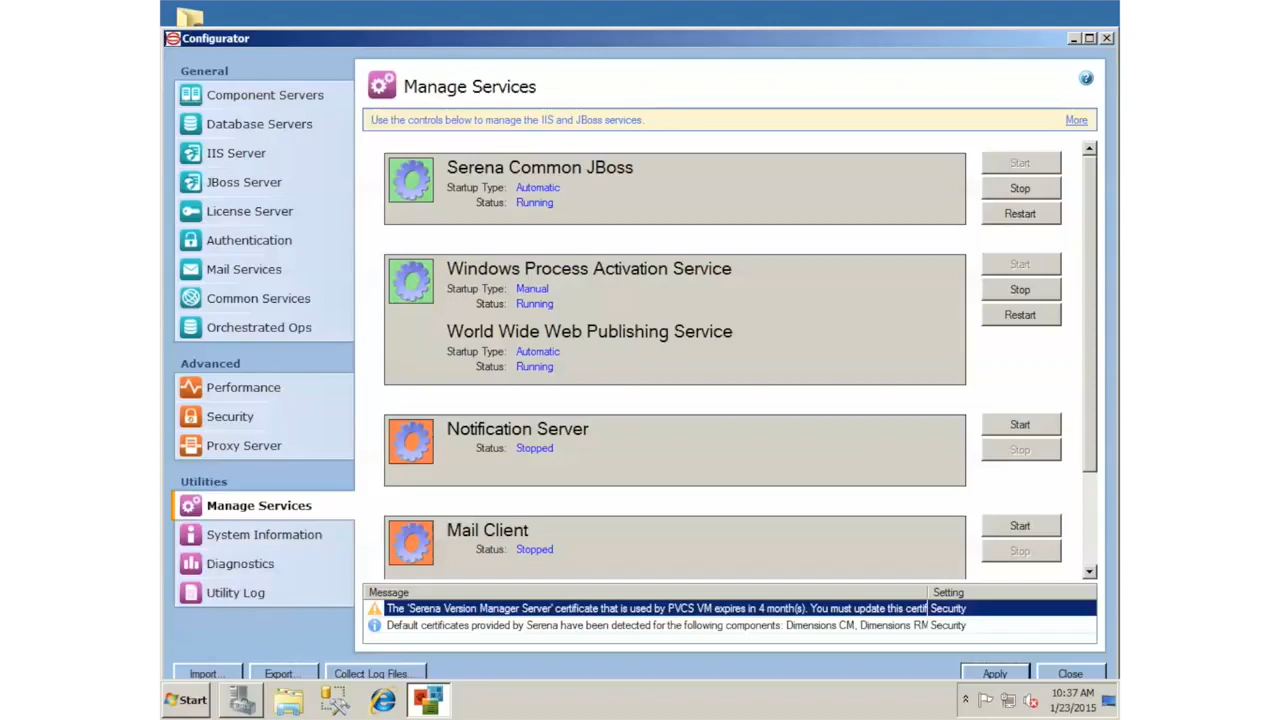 Configurator
General
Component Servers
Database Servers
IIS Server
JBoss Server
License Server
Authentication
Mail Services
Common Services
Orchestrated Ops
Advanced
Performance
Security
Proxy Server
Utilities
Manage Services
System Information
Diagnostics
Utility Log
Manage Services
Use the controls below to manage the IIS and JBoss services.
More
Serena Common JBoss
Startup Type: Automatic
Status: Running
Start
Stop
Restart
Windows Process Activation Service
Startup Type: Manual
Status: Running
World Wide Web Publishing Service
Startup Type: Automatic
Status: Running
Start
Stop
Restart
Notification Server
Status: Stopped
Start
Stop
Mail Client
Status: Stopped
Start
Stop
Message Setting
The 'Serena Version Manager Server' certificate that is used by PVCS VM expires in 4 month(s). You must update this certif Security
Default certificates provided by Serena have been detected for the following components: Dimensions CM, Dimensions RM Security
Import... Export... Collect Log Files... Apply Close
Start
10:37 AM
1/23/2015